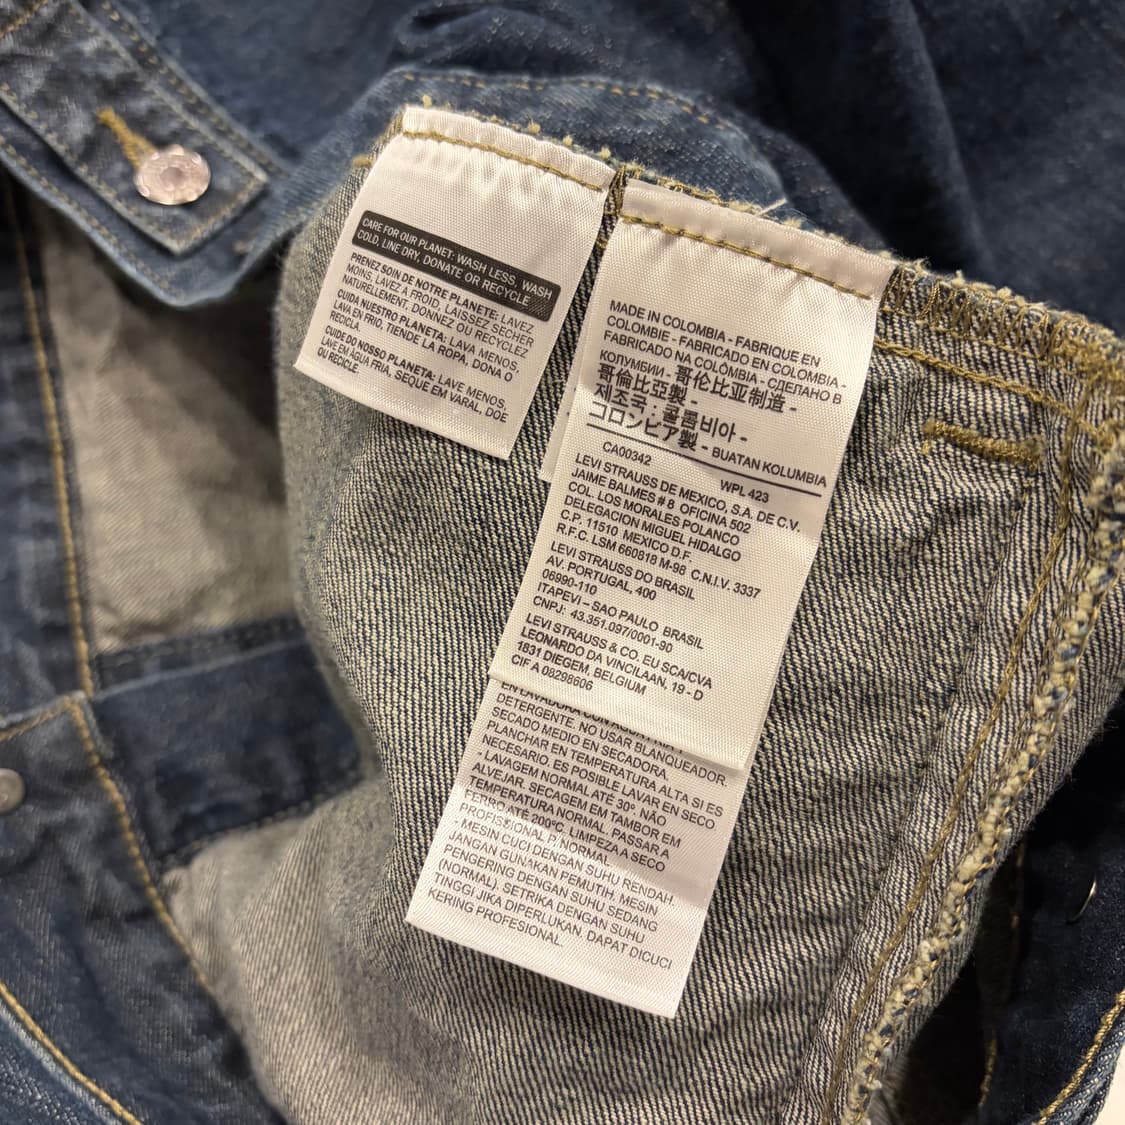 CARE FOR OUR PLANET: WASH LESS, WASH
COLD, LINE DRY, DONATE OR RECYCLE
PRENEZ SOIN DE NOTRE PLANETE: LAVEZ
MOINS, LAVEZ À FROID, LAISSEZ SÉCHER
NATURELLEMENT, DONNEZ OU RECYCLEZ
CUIDA NUESTRO PLANETA: LAVA MENOS,
LAVA EN FRIO, TIENDE LA ROPA, DONA O
RECICLA.
CUIDE DO NOSSO PLANETA: LAVE MENOS,
LAVE EM ÁGUA FRIA, SEQUE EM VARAL, DOE
OU RECICLE
MADE IN COLOMBIA - FABRIQUE EN
COLOMBIE - FABRICADO EN COLOMBIA -
FABRICADO NA COLÔMBIA - СДЕЛАНО В
КОЛУМБИИ -
哥倫比亞製 - 哥伦比亚制造 -
제조국 : 콜롬비아 -
コロンビア製 - BUATAN KOLUMBIA
CA00342 WPL 423
LEVI STRAUSS DE MEXICO, S.A. DE C.V.
JAIME BALMES # 8 OFICINA 502
COL. LOS MORALES POLANCO
DELEGACION MIGUEL HIDALGO
C.P. 11510 MEXICO D.F.
R.F.C. LSM 660818 M-98 C.N.I.V. 3337
LEVI STRAUSS DO BRASIL
AV. PORTUGAL, 400
06990-110
ITAPEVI – SAO PAULO BRASIL
CNPJ: 43.351.097/0001-90
LEVI STRAUSS & CO. EU SCA/CVA
LEONARDO DA VINCILAAN, 19 - D
1831 DIEGEM, BELGIUM
CIF A 08298606
EN LAVADORA CON
DETERGENTE. NO USAR BLANQUEADOR.
SECADO MEDIO EN SECADORA.
PLANCHAR EN TEMPERATURA ALTA SI ES
NECESARIO. ES POSIBLE LAVAR EN SECO
- LAVAGEM NORMAL ATÉ 30º. NÃO
ALVEJAR. SECAGEM EM TAMBOR EM
TEMPERATURA NORMAL. PASSAR A
FERRO ATÉ 200ºC. LIMPEZA A SECO
PROFISSIONAL P, NORMAL.
- MESIN CUCI DENGAN SUHU RENDAH.
JANGAN GUNAKAN PEMUTIH. MESIN
PENGERING DENGAN SUHU SEDANG
(NORMAL). SETRIKA DENGAN SUHU
TINGGI JIKA DIPERLUKAN. DAPAT DICUCI
KERING PROFESIONAL.